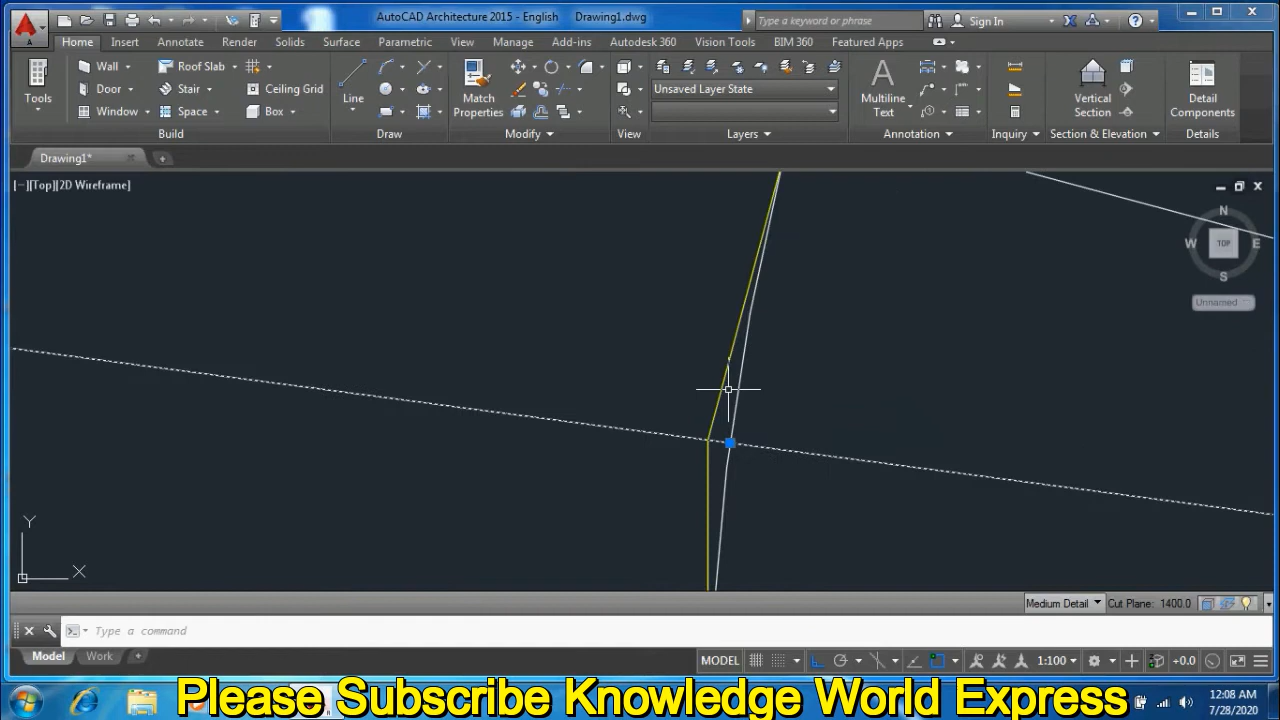 AutoCAD Architecture 2015 - English Drawing1.dwg
Type a keyword or phrase
Sign In
Home Insert Annotate Render Solids Surface Parametric View Manage Add-ins Autodesk 360 Vision Tools BIM 360 Featured Apps
Tools
Wall
Door
Window
Roof Slab
Stair
Space
Ceiling Grid
Box
Build
Line
Draw
Match
Properties
Modify
View
Unsaved Layer State
Layers
Multiline
Text
Annotation
Inquiry
Vertical
Section
Section & Elevation
Detail
Components
Details
Drawing1*
[−][Top][2D Wireframe]
N
W TOP E
S
Unnamed
Y
X
Medium Detail Cut Plane: 1400.0
Type a command
Model Work
MODEL 1:100 +0.0
Please Subscribe Knowledge World Express
12:08 AM
7/28/2020